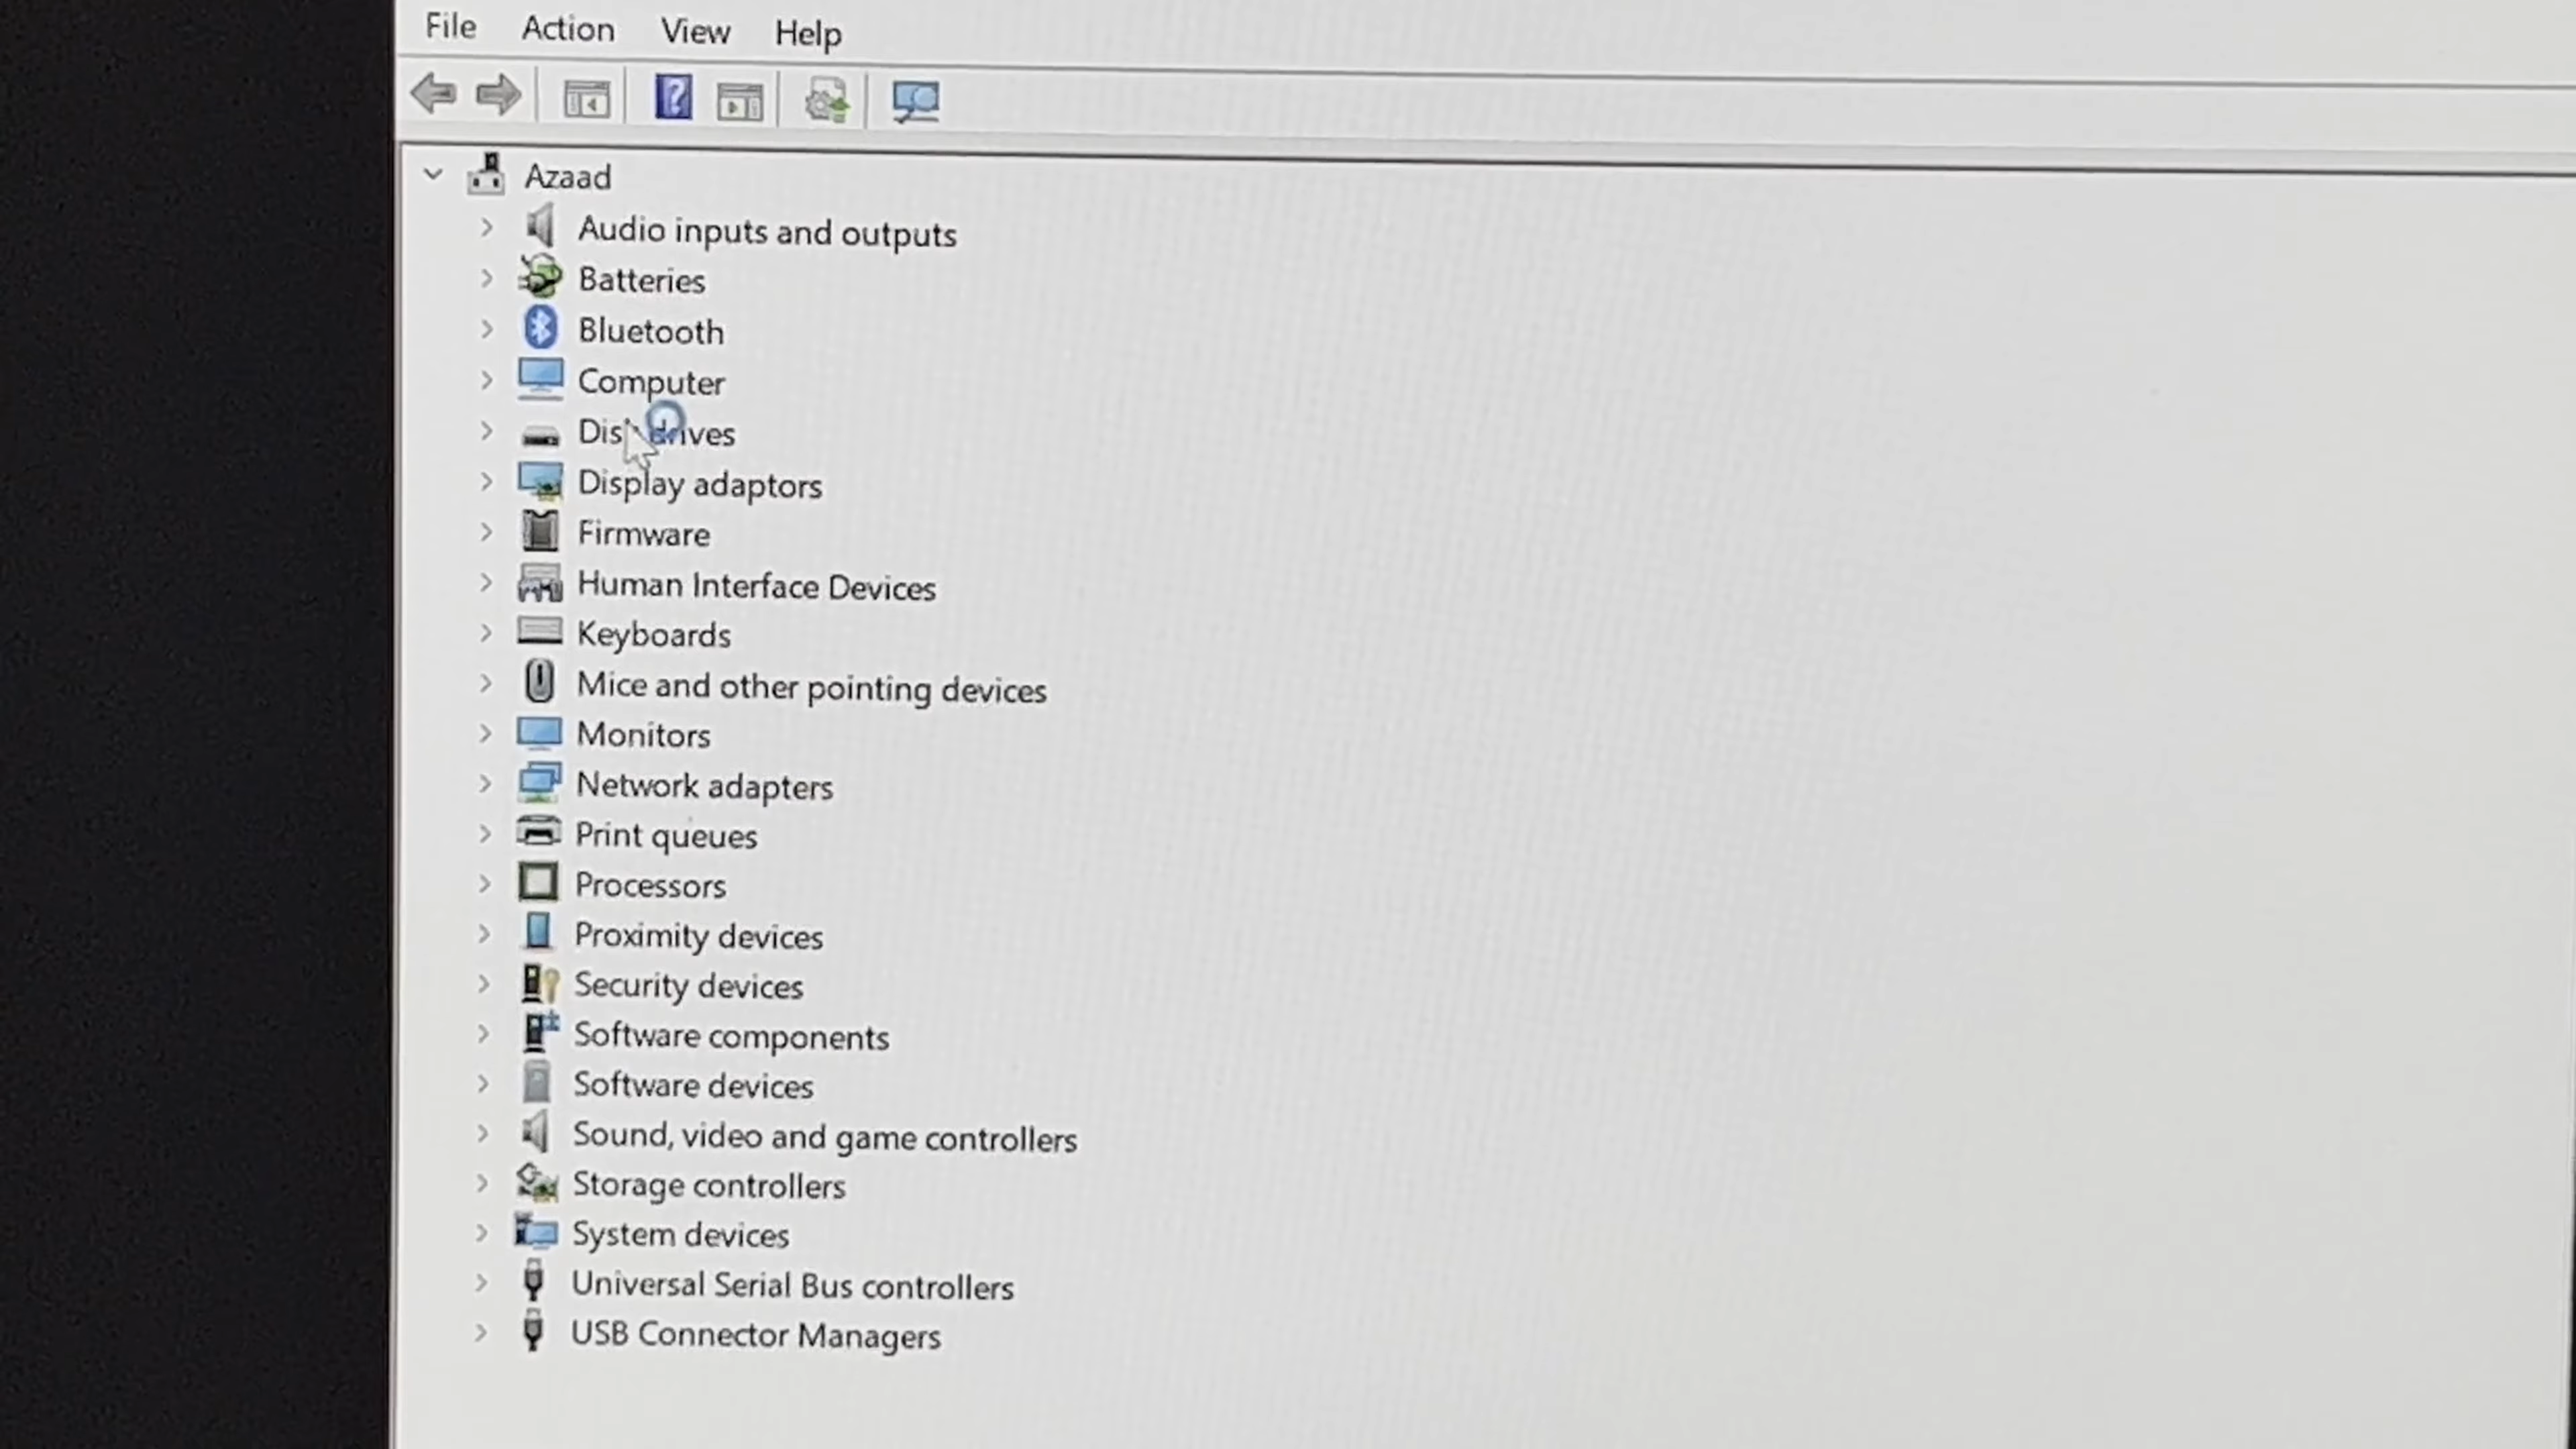 File Action View Help
Azaad
Audio inputs and outputs
Batteries
Bluetooth
Computer
Disk drives
Display adaptors
Firmware
Human Interface Devices
Keyboards
Mice and other pointing devices
Monitors
Network adapters
Print queues
Processors
Proximity devices
Security devices
Software components
Software devices
Sound, video and game controllers
Storage controllers
System devices
Universal Serial Bus controllers
USB Connector Managers